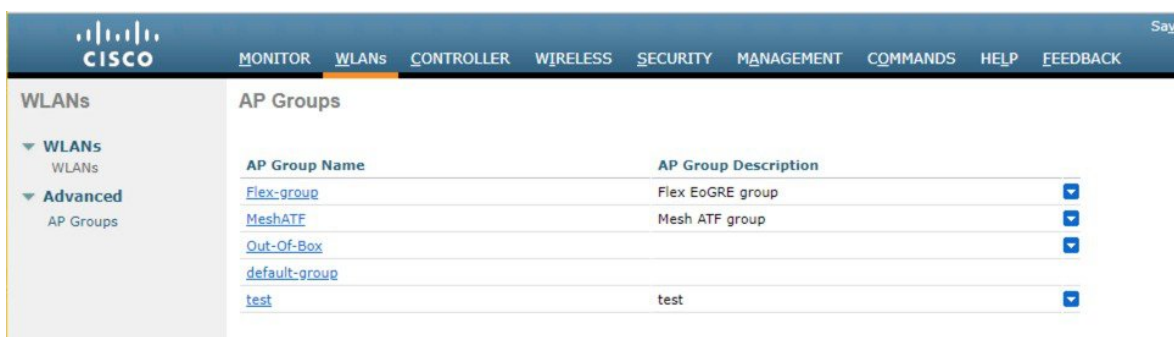 Sav
CISCO MONITOR WLANs CONTROLLER WIRELESS SECURITY MANAGEMENT COMMANDS HELP FEEDBACK
WLANs
WLANs
WLANs
Advanced
AP Groups
AP Groups
AP Group Name AP Group Description
Flex-group Flex EoGRE group
MeshATF Mesh ATF group
Out-Of-Box
default-group
test test